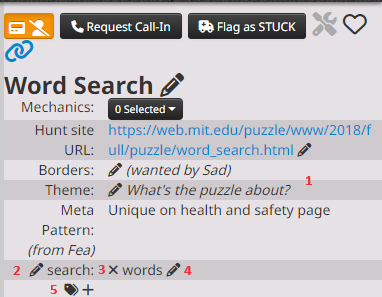 Request Call-In Flag as STUCK
Word Search
Mechanics: 0 Selected
Hunt site https://web.mit.edu/puzzle/www/2018/f
URL: ull/puzzle/word_search.html
Borders: (wanted by Sad)
Theme: What's the puzzle about? 1
Meta Unique on health and safety page
Pattern:
(from Fea)
2 search: 3 × words 4
5 +